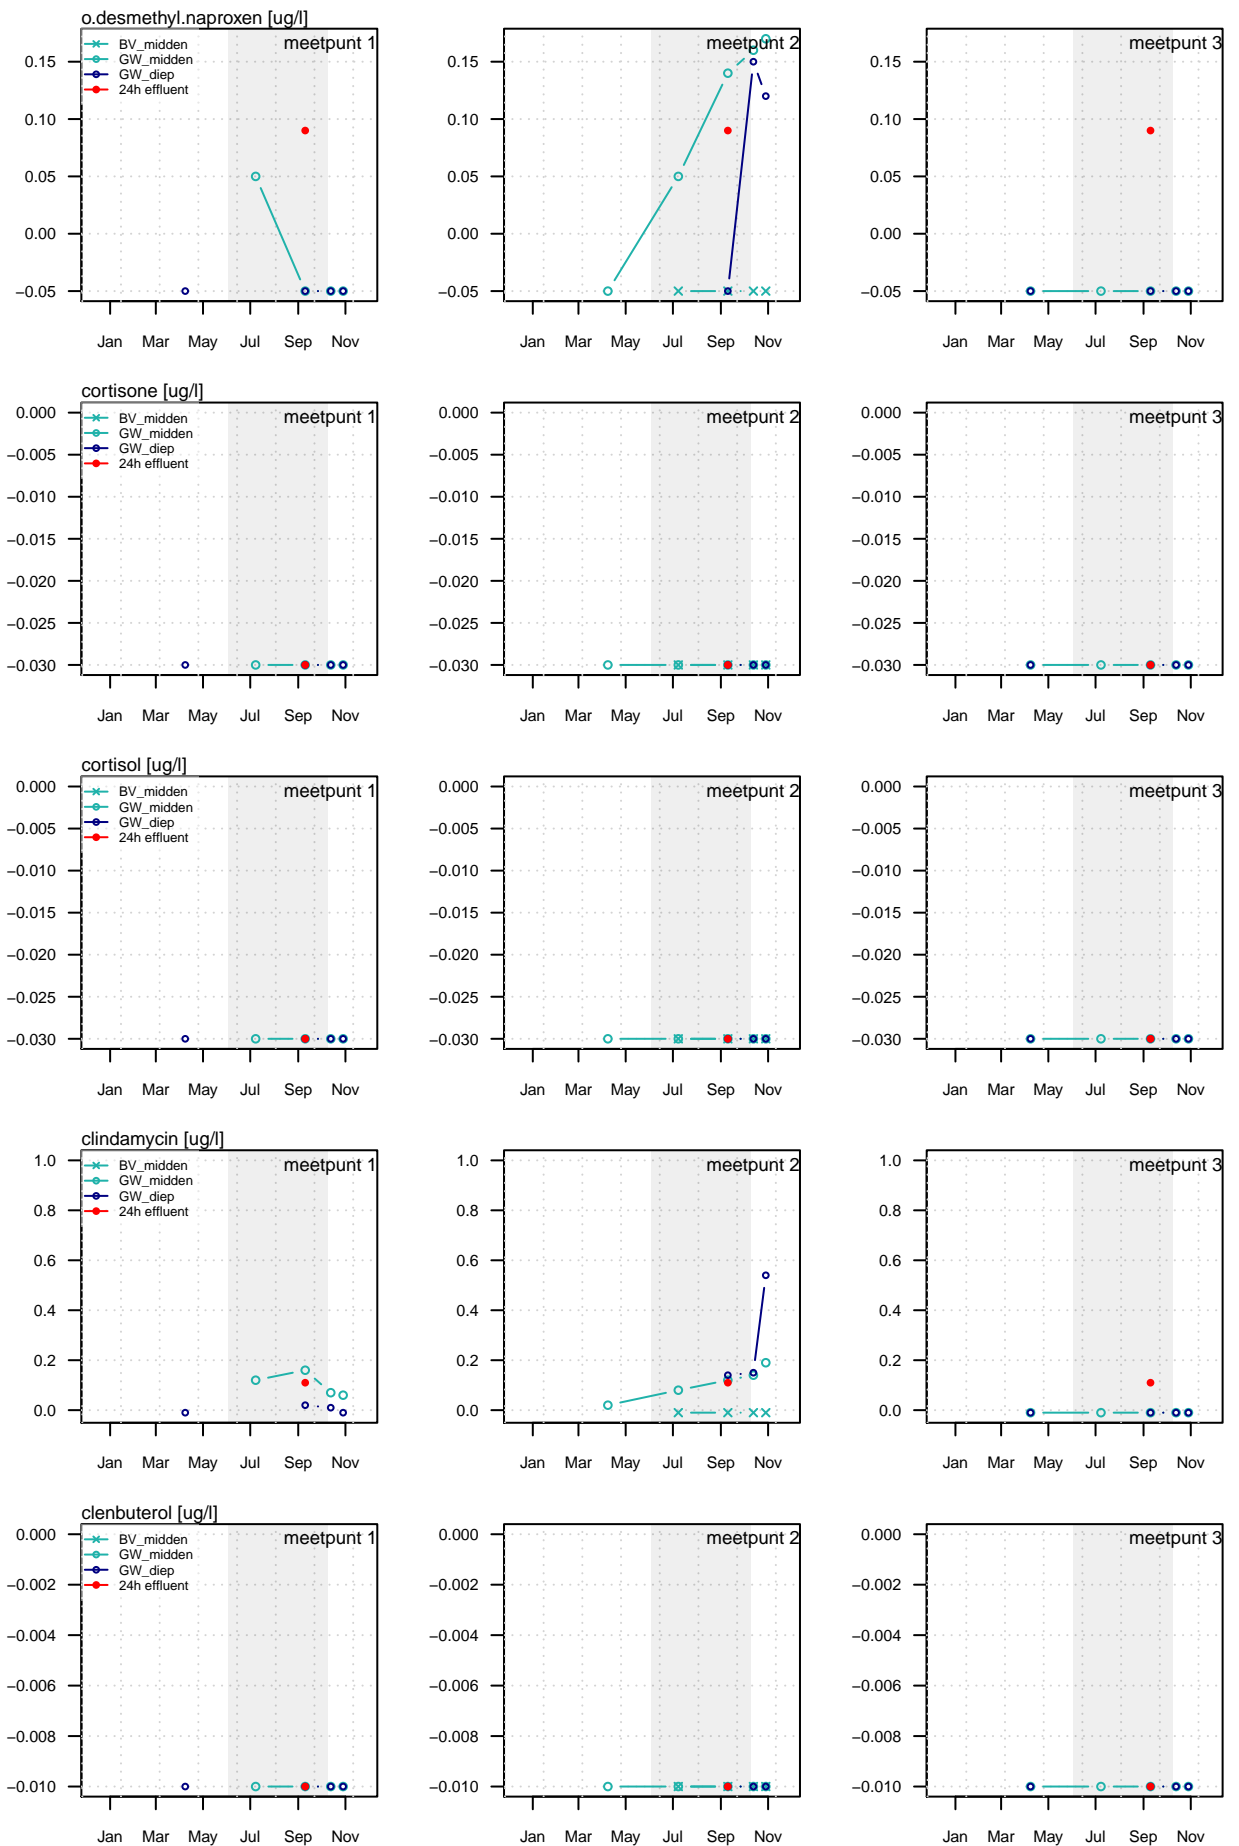 o.desmethyl.naproxen [ug/l]
BV_midden
GW_midden
GW_diep
24h effluent
meetpunt 1
meetpunt 2
meetpunt 3
0.15 0.15 0.15
0.10 0.10 0.10
0.05 0.05 0.05
0.00 0.00 0.00
−0.05 −0.05 −0.05
Jan Mar May Jul Sep Nov Jan Mar May Jul Sep Nov Jan Mar May Jul Sep Nov
cortisone [ug/l]
BV_midden
GW_midden
GW_diep
24h effluent
meetpunt 1
meetpunt 2
meetpunt 3
0.000 0.000 0.000
−0.005 −0.005 −0.005
−0.010 −0.010 −0.010
−0.015 −0.015 −0.015
−0.020 −0.020 −0.020
−0.025 −0.025 −0.025
−0.030 −0.030 −0.030
Jan Mar May Jul Sep Nov Jan Mar May Jul Sep Nov Jan Mar May Jul Sep Nov
cortisol [ug/l]
BV_midden
GW_midden
GW_diep
24h effluent
meetpunt 1
meetpunt 2
meetpunt 3
0.000 0.000 0.000
−0.005 −0.005 −0.005
−0.010 −0.010 −0.010
−0.015 −0.015 −0.015
−0.020 −0.020 −0.020
−0.025 −0.025 −0.025
−0.030 −0.030 −0.030
Jan Mar May Jul Sep Nov Jan Mar May Jul Sep Nov Jan Mar May Jul Sep Nov
clindamycin [ug/l]
BV_midden
GW_midden
GW_diep
24h effluent
meetpunt 1
meetpunt 2
meetpunt 3
1.0 1.0 1.0
0.8 0.8 0.8
0.6 0.6 0.6
0.4 0.4 0.4
0.2 0.2 0.2
0.0 0.0 0.0
Jan Mar May Jul Sep Nov Jan Mar May Jul Sep Nov Jan Mar May Jul Sep Nov
clenbuterol [ug/l]
BV_midden
GW_midden
GW_diep
24h effluent
meetpunt 1
meetpunt 2
meetpunt 3
0.000 0.000 0.000
−0.002 −0.002 −0.002
−0.004 −0.004 −0.004
−0.006 −0.006 −0.006
−0.008 −0.008 −0.008
−0.010 −0.010 −0.010
Jan Mar May Jul Sep Nov Jan Mar May Jul Sep Nov Jan Mar May Jul Sep Nov